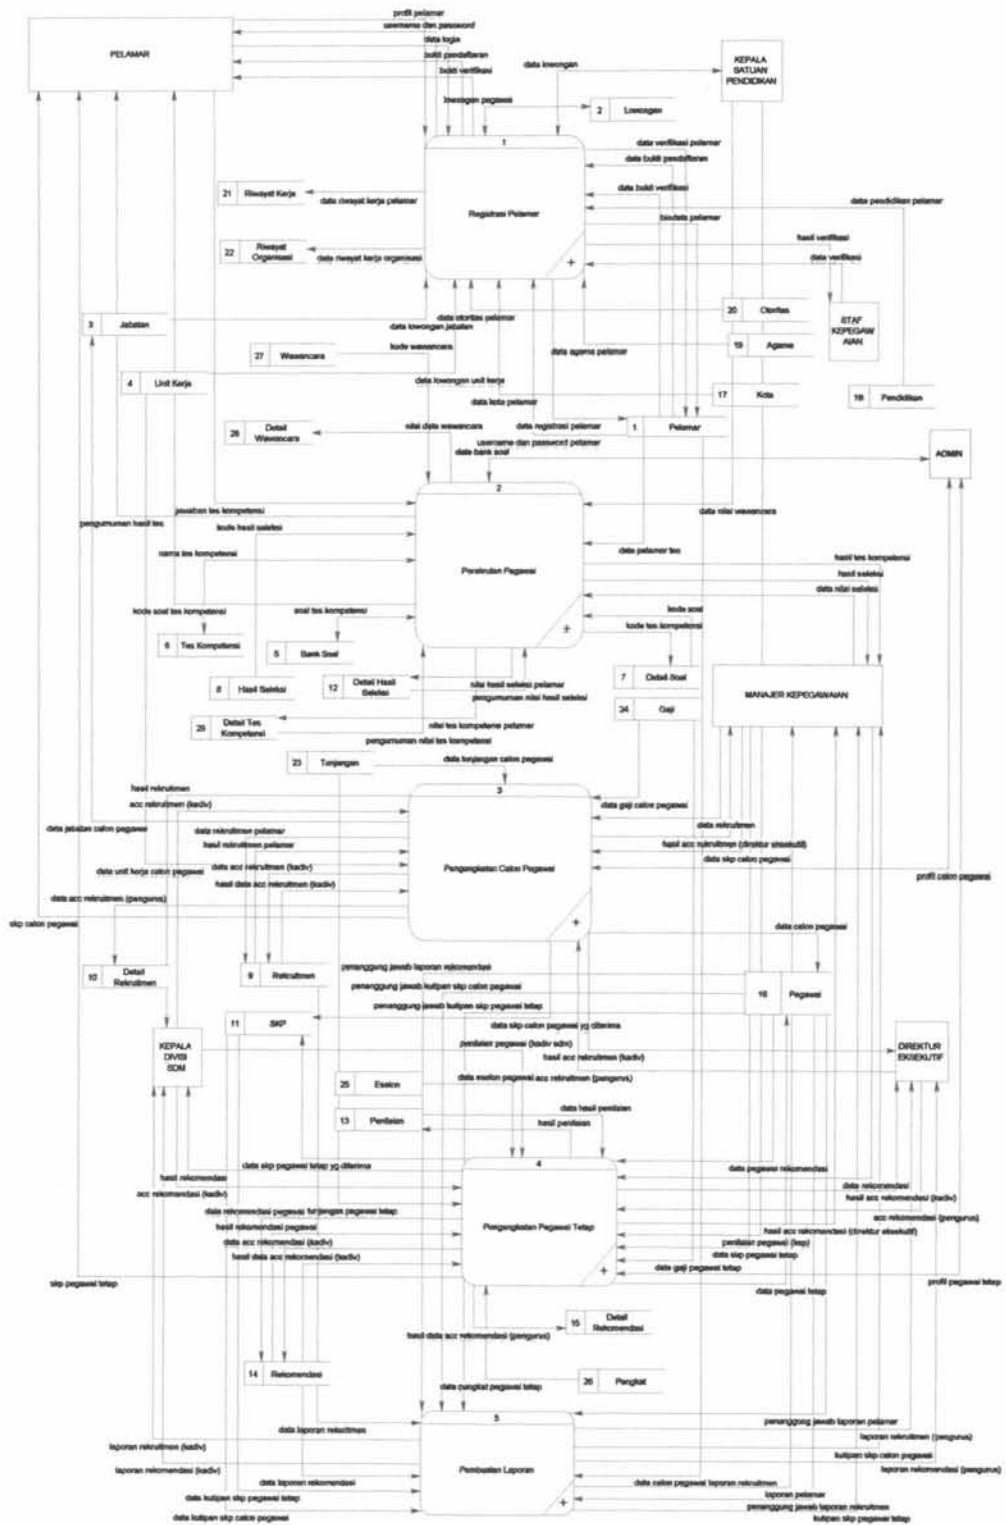 profil pelamar
username dan password
data login
bukti pendaftaran
bukti verifikasi
PELAMAR
KEPALA
SATUAN
PENDIDIKAN
data lowongan
lowongan pegawai
2 Lowongan
1
data verifikasi pelamar
data bukti pendaftaran
data bukti verifikasi
biodata pelamar
21 Riwayat Kerja
data riwayat kerja pelamar
Registrasi Pelamar
data pendidikan pelamar
hasil verifikasi
data verifikasi
22 Riwayat
Organisasi
data riwayat kerja organisasi
+
3 Jabatan
data otoritas pelamar
data lowongan jabatan
20 Otoritas
STAF
KEPEGAW
AIAN
kode wawancara
27 Wawancara
data agama pelamar
19 Agama
4 Unit Kerja
data lowongan unit kerja
data kota pelamar
17 Kota
18 Pendidikan
28 Detail
Wawancara
nilai data wawancara
data registrasi pelamar
1 Pelamar
username dan password pelamar
data bank soal
ADMIN
2
jawaban tes kompetensi
data nilai wawancara
pengumuman hasil tes
kode hasil seleksi
nama tes kompetensi
data pelamar tes
hasil tes kompetensi
hasil seleksi
data nilai seleksi
Perekrutan Pegawai
kode soal tes kompetensi
soal tes kompetensi
kode soal
kode tes kompetensi
+
6 Tes Kompetensi
5 Bank Soal
8 Hasil Seleksi
12 Detail Hasil
Seleksi
nilai hasil seleksi pelamar
pengumuman nilai hasil seleksi
7 Detail Soal
24 Gaji
MANAJER KEPEGAWAIAN
29 Detail Tes
Kompetensi
nilai tes kompetensi pelamar
pengumuman nilai tes kompetensi
23 Tunjangan
data tunjangan calon pegawai
hasil rekrutmen
acc rekrutmen (kadiv)
3
data gaji calon pegawai
data jabatan calon pegawai
data rekrutmen pelamar
hasil rekrutmen pelamar
data rekrutmen
hasil acc rekrutmen (direktur eksekutif)
data skp calon pegawai
data unit kerja calon pegawai
data acc rekrutmen (kadiv)
Pengangkatan Calon Pegawai
profil calon pegawai
hasil data acc rekrutmen (kadiv)
data acc rekrutmen (pengurus)
skp calon pegawai
+
data calon pegawai
10 Detail
Rekrutmen
9 Rekrutmen
penanggung jawab laporan rekomendasi
penanggung jawab kutipan skp calon pegawai
penanggung jawab kutipan skp pegawai tetap
16 Pegawai
11 SKP
data skp calon pegawai yg diterima
KEPALA
DIVISI
SDM
penilaian pegawai (kadiv sdm)
hasil acc rekrutmen (kadiv)
DIREKTUR
EKSEKUTIF
25 Eselon
data eselon pegawai
acc rekrutmen (pengurus)
13 Penilaian
data hasil penilaian
hasil penilaian
4
data skp pegawai tetap yg diterima
data pegawai rekomendasi
hasil rekomendasi
acc rekomendasi (kadiv)
data rekomendasi
hasil acc rekomendasi (kadiv)
data rekomendasi pegawai
tunjangan pegawai tetap
acc rekomendasi (pengurus)
hasil rekomendasi pegawai
Pengangkatan Pegawai Tetap
hasil acc rekomendasi (direktur eksekutif)
data acc rekomendasi (kadiv)
penilaian pegawai (ksp)
hasil data acc rekomendasi (kadiv)
data skp pegawai tetap
data gaji pegawai tetap
+
skp pegawai tetap
data pegawai tetap
profil pegawai tetap
15 Detail
Rekomendasi
hasil data acc rekomendasi (pengurus)
14 Rekomendasi
data pangkat pegawai tetap
26 Pangkat
5
penanggung jawab laporan pelamar
data laporan rekrutmen
laporan rekrutmen (kadiv)
laporan rekrutmen (pengurus)
kutipan skp calon pegawai
laporan rekomendasi (kadiv)
Pembuatan Laporan
laporan rekomendasi (pengurus)
data laporan rekomendasi
data calon pegawai laporan rekrutmen
data kutipan skp pegawai tetap
laporan pelamar
+
penanggung jawab laporan rekrutmen
data kutipan skp calon pegawai
kutipan skp pegawai tetap